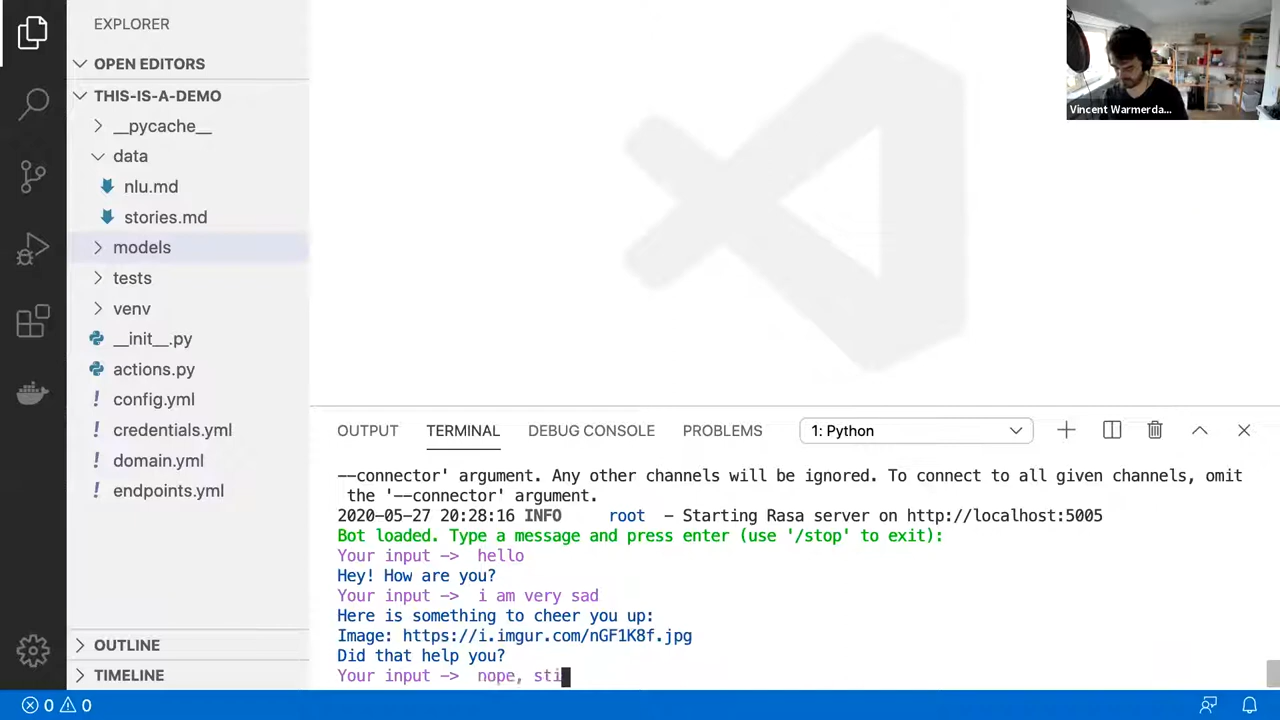 EXPLORER
OPEN EDITORS
THIS-IS-A-DEMO
__pycache__
data
nlu.md
stories.md
models
tests
venv
__init__.py
actions.py
config.yml
credentials.yml
domain.yml
endpoints.yml
OUTLINE
TIMELINE
0 0
Vincent Warmerda...
OUTPUT TERMINAL DEBUG CONSOLE PROBLEMS 1: Python
--connector' argument. Any other channels will be ignored. To connect to all given channels, omit
the '--connector' argument.
2020-05-27 20:28:16 INFO root - Starting Rasa server on http://localhost:5005
Bot loaded. Type a message and press enter (use '/stop' to exit):
Your input -> hello
Hey! How are you?
Your input -> i am very sad
Here is something to cheer you up:
Image: https://i.imgur.com/nGF1K8f.jpg
Did that help you?
Your input -> nope, sti